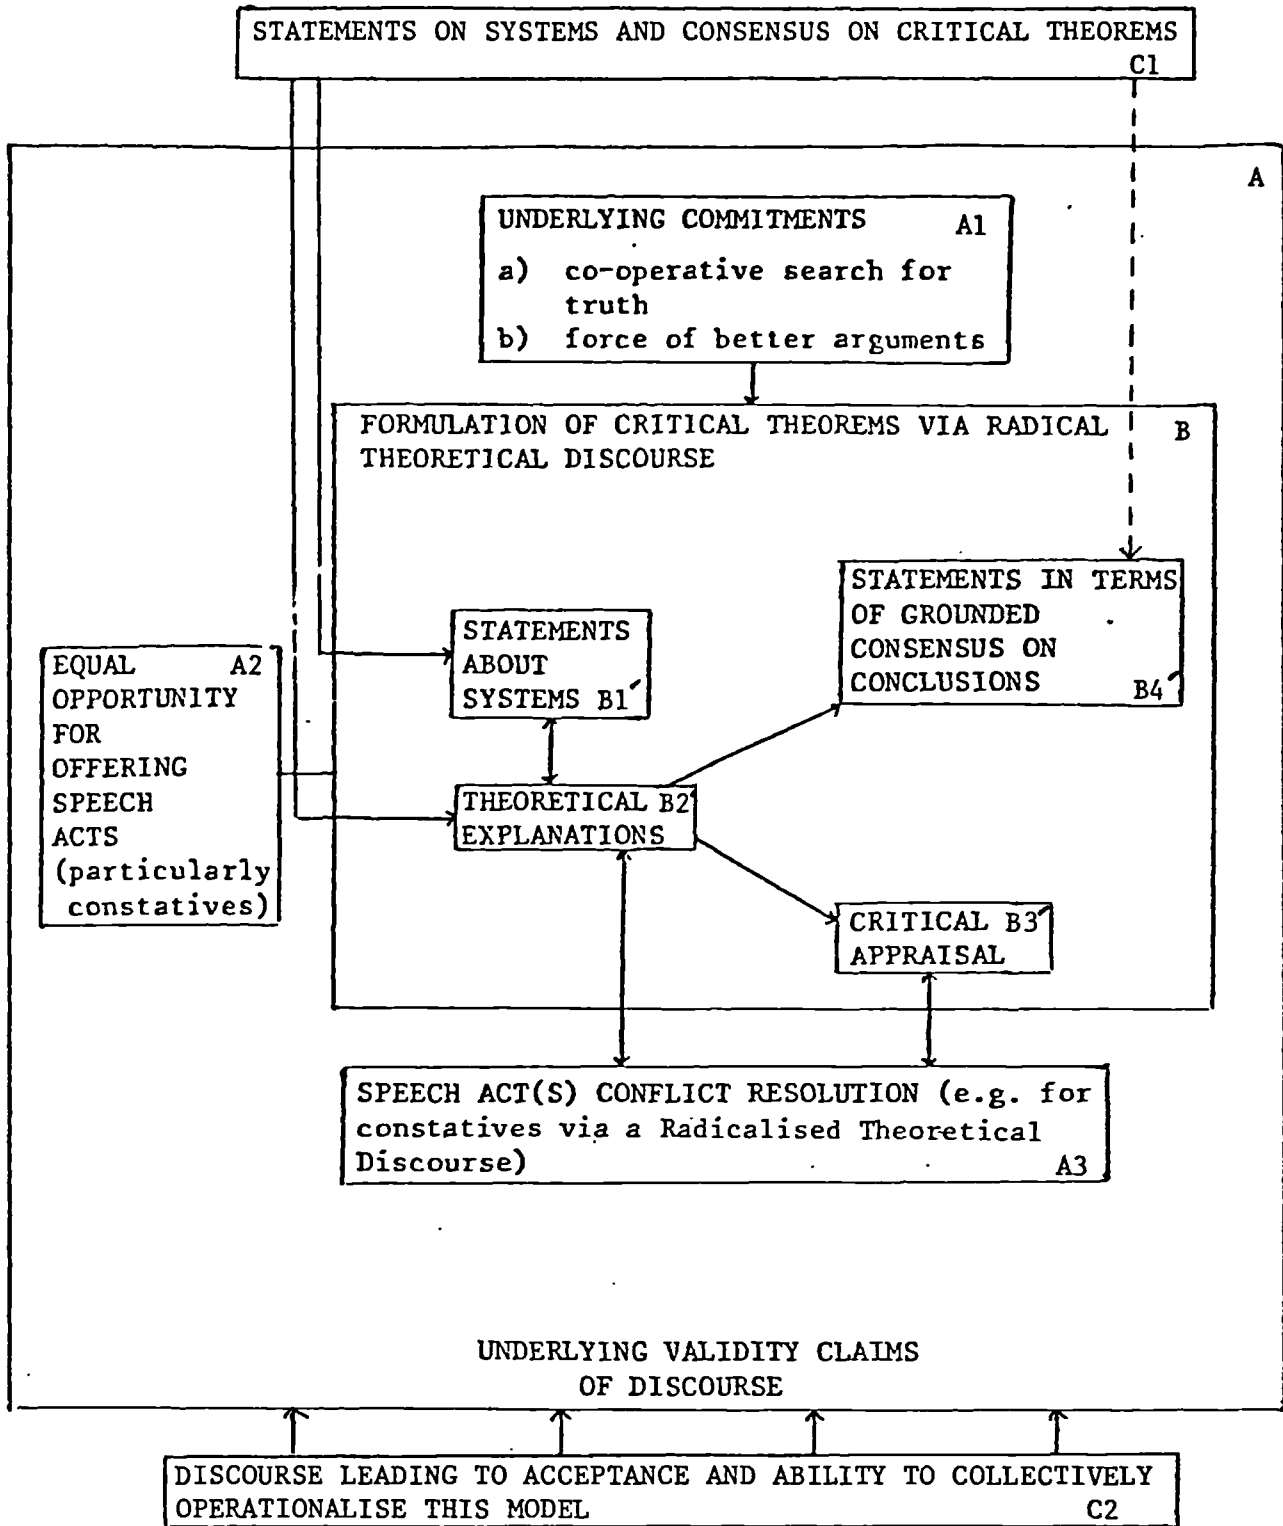 STATEMENTS ON SYSTEMS AND CONSENSUS ON CRITICAL THEOREMS
C1
A
UNDERLYING COMMITMENTS A1
a) co-operative search for
truth
b) force of better arguments
FORMULATION OF CRITICAL THEOREMS VIA RADICAL B
THEORETICAL DISCOURSE
STATEMENTS IN TERMS
OF GROUNDED
CONSENSUS ON
CONCLUSIONS B4´
STATEMENTS
ABOUT
SYSTEMS B1´
EQUAL A2
OPPORTUNITY
FOR
OFFERING
SPEECH
ACTS
(particularly
constatives)
THEORETICAL B2´
EXPLANATIONS
CRITICAL B3´
APPRAISAL
SPEECH ACT(S) CONFLICT RESOLUTION (e.g. for
constatives via a Radicalised Theoretical
Discourse) A3
UNDERLYING VALIDITY CLAIMS
OF DISCOURSE
DISCOURSE LEADING TO ACCEPTANCE AND ABILITY TO COLLECTIVELY
OPERATIONALISE THIS MODEL C2